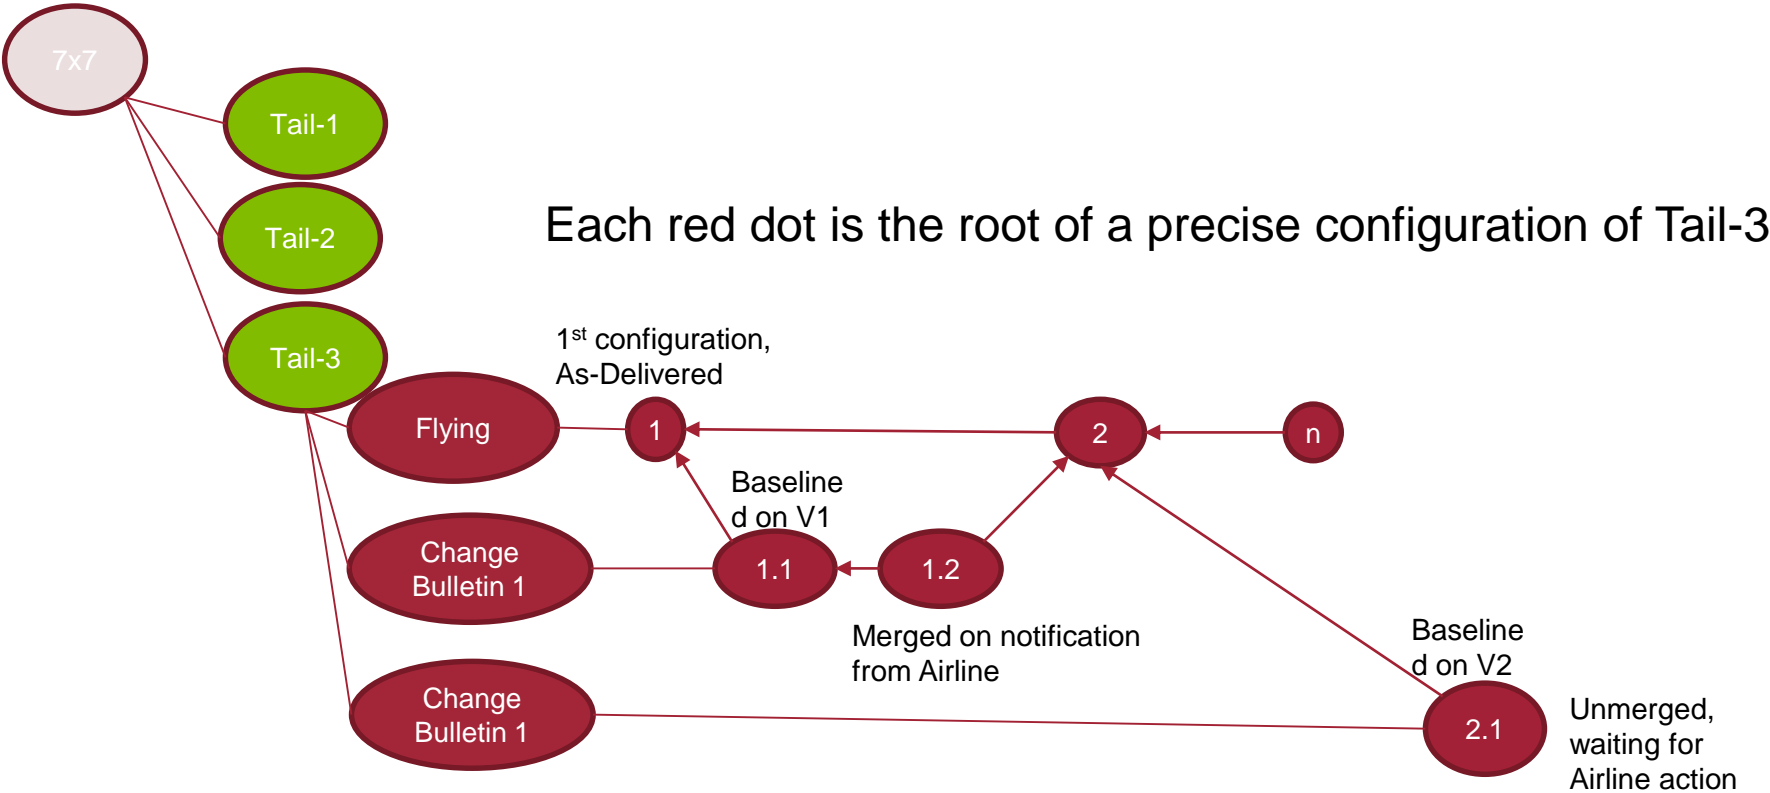 7x7
Tail-1
Tail-2
Each red dot is the root of a precise configuration of Tail-3
Tail-3
1st configuration,
As-Delivered
Flying
1
2
n
Baseline
d on V1
Change
Bulletin 1
1.1
1.2
Merged on notification
from Airline
Baseline
d on V2
Change
Bulletin 1
2.1
Unmerged,
waiting for
Airline action